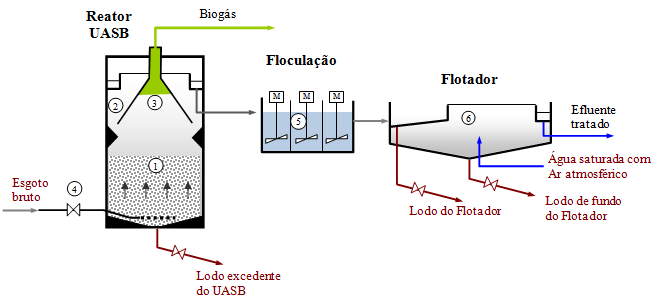 Reator
UASB
Biogás
Floculação
Flotador
M M M
2
3
5
6
1
4
Esgoto
bruto
Efluente
tratado
Água saturada com
Ar atmosférico
Lodo do Flotador
Lodo de fundo
do Flotador
Lodo excedente
do UASB